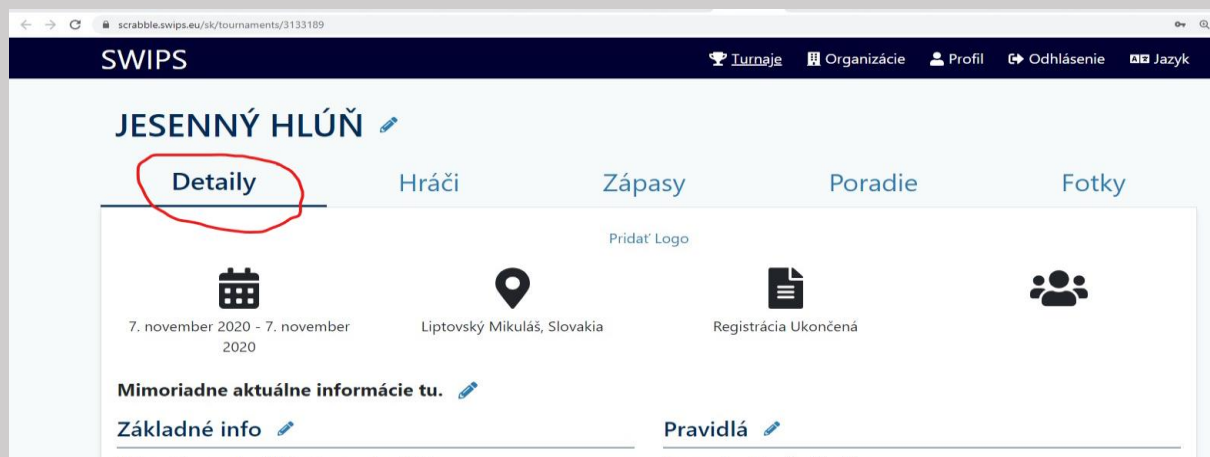 scrabble.swips.eu/sk/tournaments/3133189
SWIPS
Turnaje Organizácie Profil Odhlásenie Jazyk
JESENNÝ HLÚŇ
Detaily Hráči Zápasy Poradie Fotky
Pridať Logo
7. november 2020 - 7. november
2020
Liptovský Mikuláš, Slovakia
Registrácia Ukončená
Mimoriadne aktuálne informácie tu.
Základné info
Pravidlá